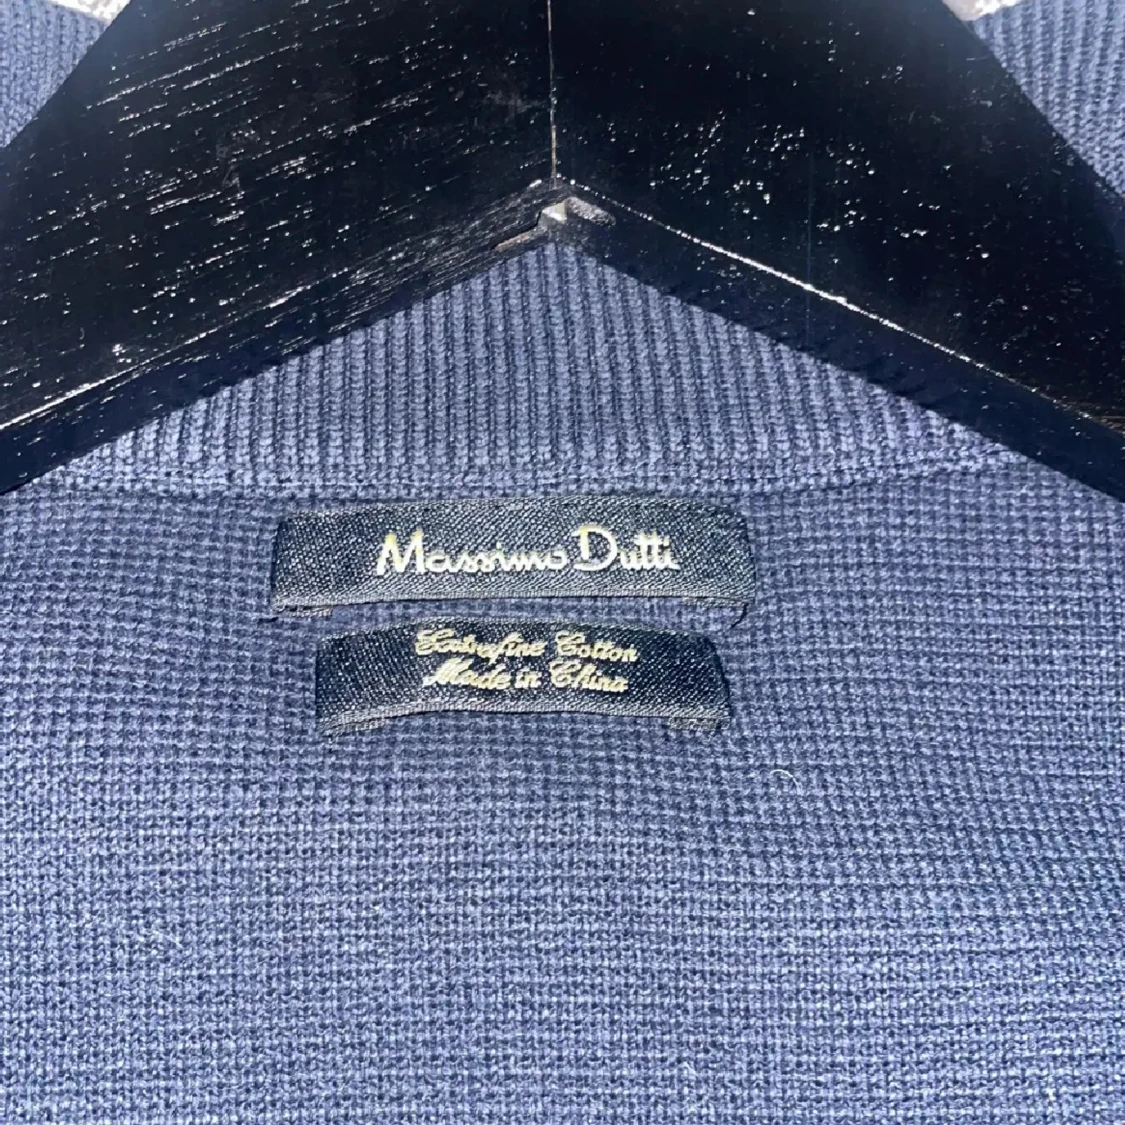 Massimo Dutti
Extrafine Cotton
Made in China